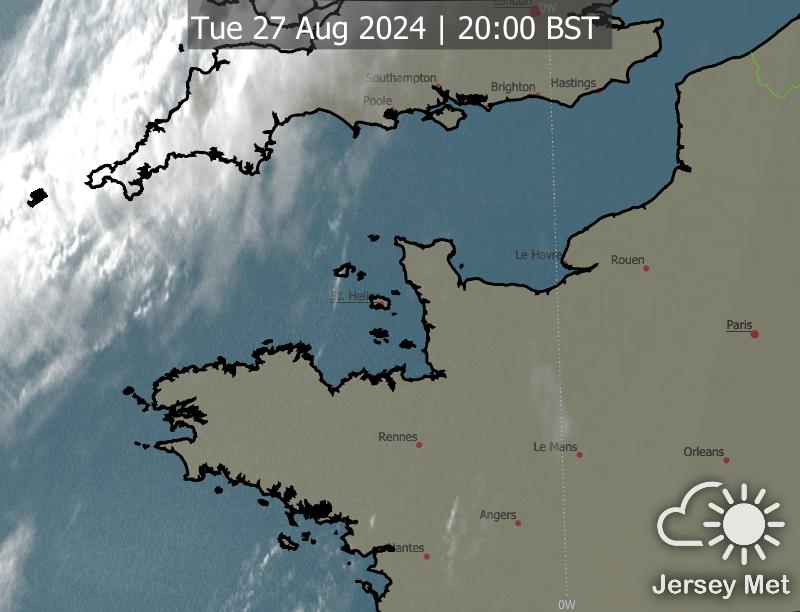 London
0W
Tue 27 Aug 2024 | 20:00 BST
Southampton
Brighton
Hastings
Poole
Le Havre
Rouen
St. Helier
Paris
Rennes
Le Mans
Orleans
Angers
Nantes
Jersey Met
0W